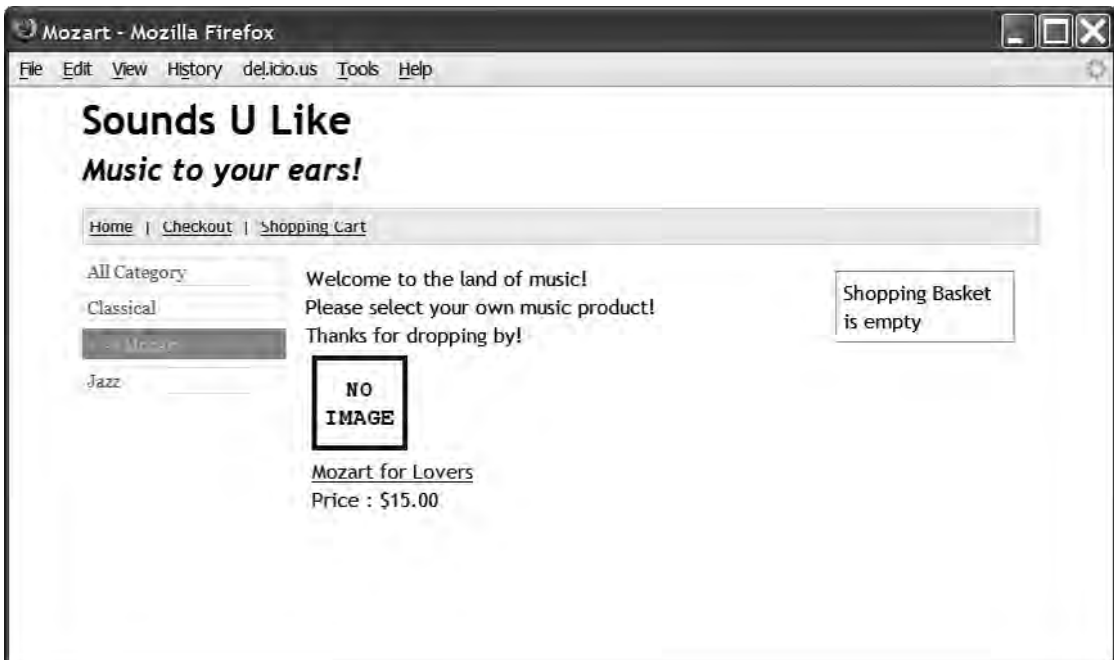 Mozart - Mozilla Firefox
File Edit View History del.icio.us Tools Help
Sounds U Like
Music to your ears!
Home | Checkout | Shopping Cart
All Category
Classical
Mozart
Jazz
Welcome to the land of music!
Please select your own music product!
Thanks for dropping by!
NO
IMAGE
Mozart for Lovers
Price : $15.00
Shopping Basket
is empty